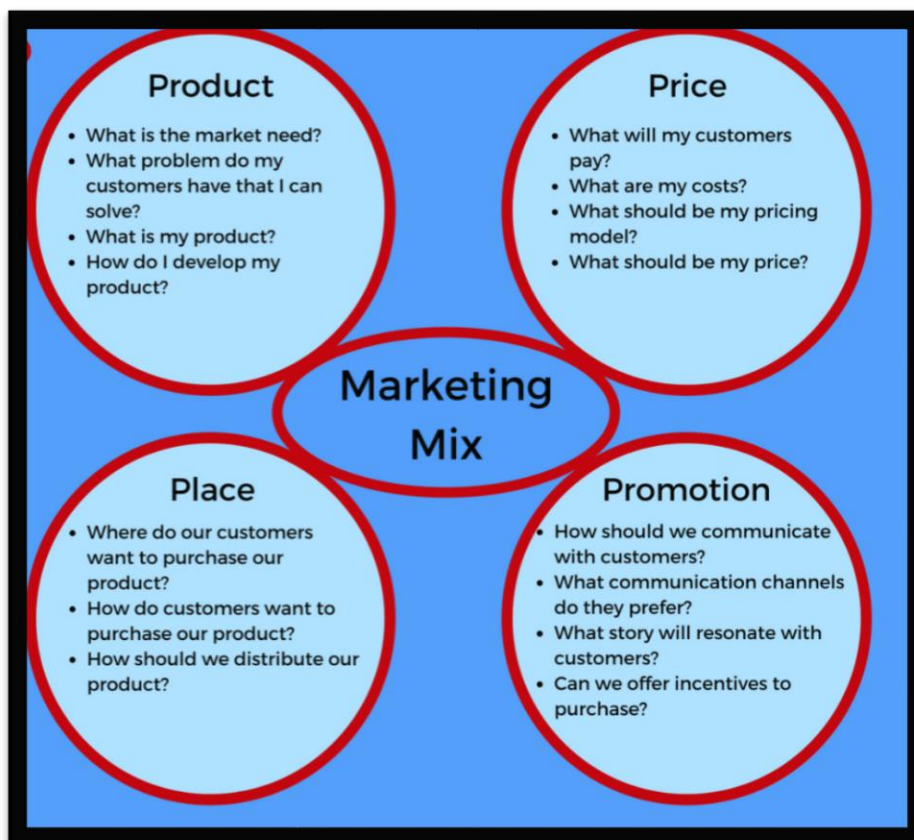 Product
• What is the market need?
• What problem do my
customers have that I can
solve?
• What is my product?
• How do I develop my
product?
Price
• What will my customers
pay?
• What are my costs?
• What should be my pricing
model?
• What should be my price?
Marketing
Mix
Place
• Where do our customers
want to purchase our
product?
• How do customers want to
purchase our product?
• How should we distribute our
product?
Promotion
• How should we communicate
with customers?
• What communication channels
do they prefer?
• What story will resonate with
customers?
• Can we offer incentives to
purchase?